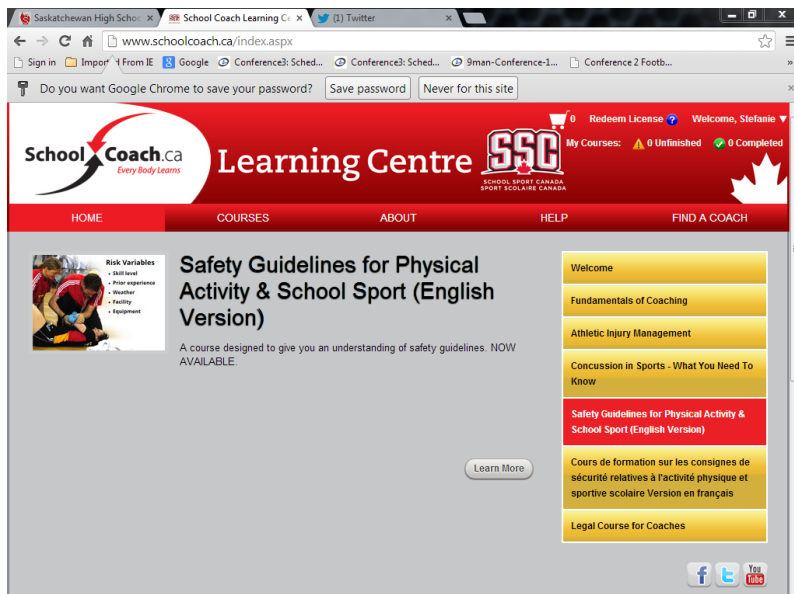 Saskatchewan High Schoo
School Coach Learning Ce
(1) Twitter
www.schoolcoach.ca/index.aspx
Sign in
Google
Conference3: Sched...
Conference3: Sched...
9man-Conference-1...
Conference 2 Footb...
»
Do you want Google Chrome to save your password?
Save password
Never for this site
0 Redeem License ? Welcome, Stefanie
My Courses: 0 Unfinished 0 Completed
School Coach.ca
Every Body Learns
Learning Centre
SSC
SCHOOL SPORT CANADA
SPORT SCOLAIRE CANADA
HOME COURSES ABOUT HELP FIND A COACH
Risk Variables
• Skill level
• Prior experience
• Weather
• Facility
• Equipment
Safety Guidelines for Physical
Activity & School Sport (English
Version)
A course designed to give you an understanding of safety guidelines. NOW
AVAILABLE.
Learn More
Welcome
Fundamentals of Coaching
Athletic Injury Management
Concussion in Sports - What You Need To
Know
Safety Guidelines for Physical Activity &
School Sport (English Version)
Cours de formation sur les consignes de
sécurité relatives à l'activité physique et
sportive scolaire Version en français
Legal Course for Coaches
f
t
You
Tube